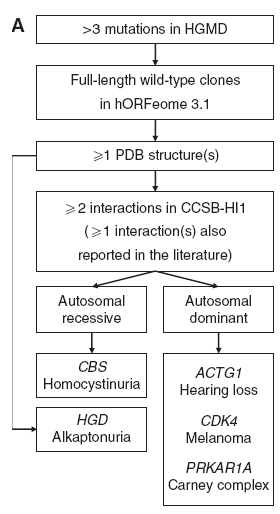 A
>3 mutations in HGMD
Full-length wild-type clones
in hORFeome 3.1
⩾1 PDB structure(s)
⩾2 interactions in CCSB-HI1
(⩾1 interaction(s) also
reported in the literature)
Autosomal
recessive
Autosomal
dominant
CBS
Homocystinuria
HGD
Alkaptonuria
ACTG1
Hearing loss
CDK4
Melanoma
PRKAR1A
Carney complex